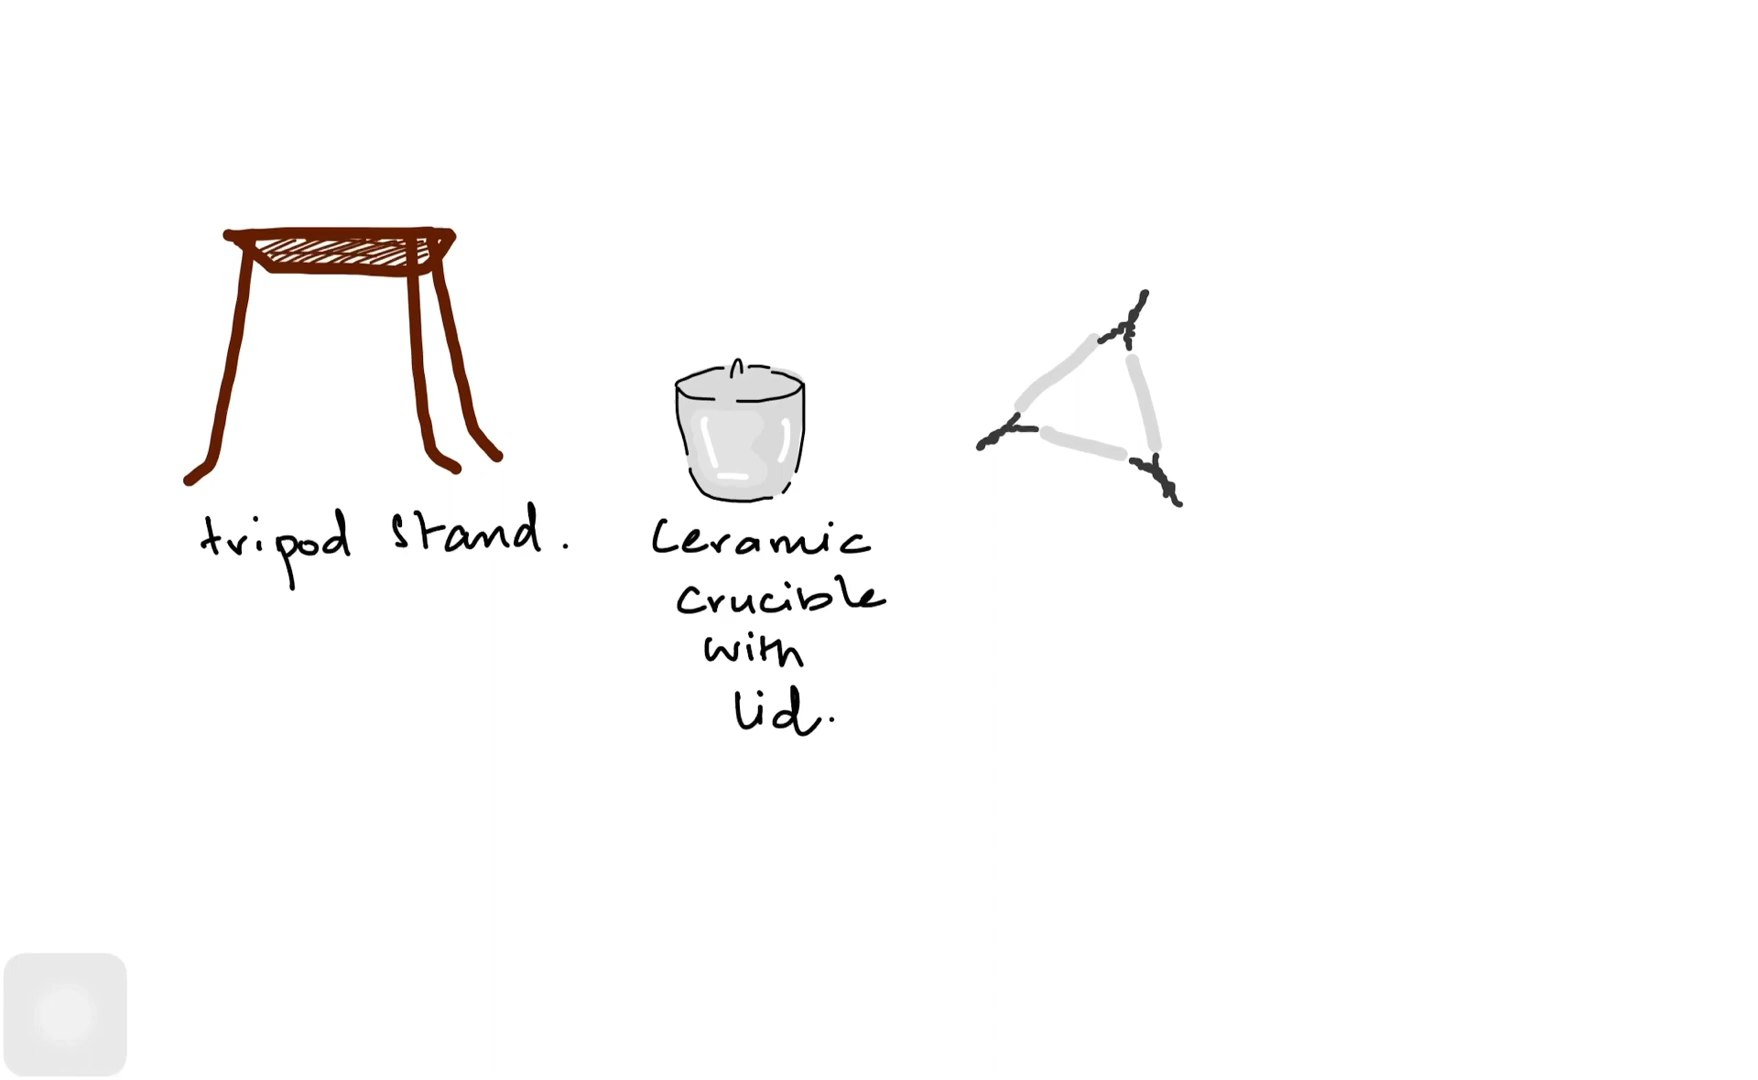 tripod stand.
Ceramic
crucible
with
lid.